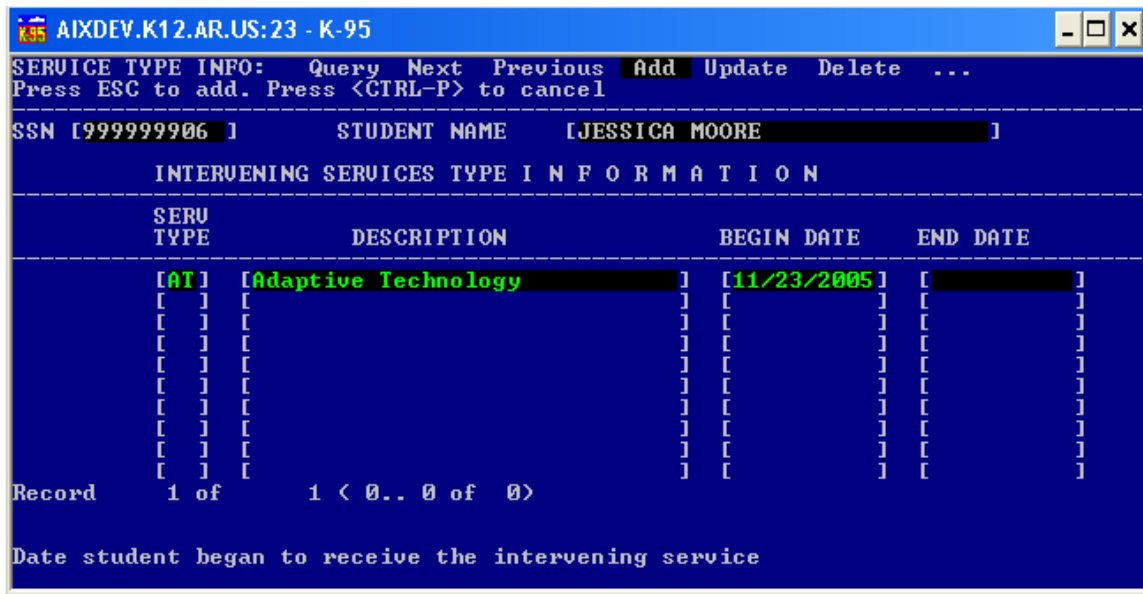 K95 AIXDEV.K12.AR.US:23 - K-95
SERVICE TYPE INFO: Query Next Previous Add Update Delete ...
Press ESC to add. Press <CTRL-P> to cancel
SSN [999999906 ] STUDENT NAME [JESSICA MOORE ]
INTERVENING SERVICES TYPE I N F O R M A T I O N
SERV
TYPE DESCRIPTION BEGIN DATE END DATE
[AT] [Adaptive Technology ] [11/23/2005] [ ]
[ ] [ ] [ ] [ ]
[ ] [ ] [ ] [ ]
[ ] [ ] [ ] [ ]
[ ] [ ] [ ] [ ]
[ ] [ ] [ ] [ ]
[ ] [ ] [ ] [ ]
[ ] [ ] [ ] [ ]
[ ] [ ] [ ] [ ]
[ ] [ ] [ ] [ ]
Record 1 of 1 ( 0.. 0 of 0)
Date student began to receive the intervening service